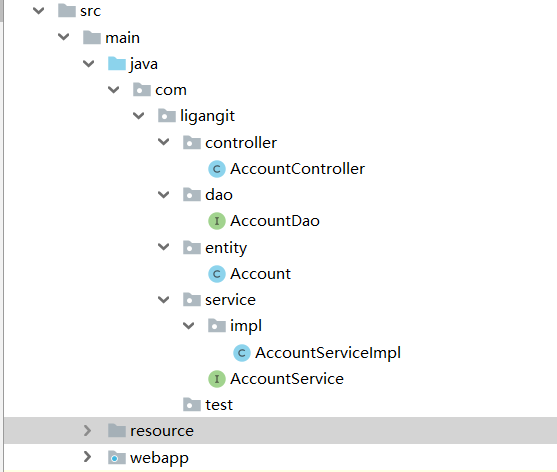 src
main
java
com
ligangit
controller
C AccountController
dao
I AccountDao
entity
C Account
service
impl
C AccountServiceImpl
I AccountService
test
resource
webapp